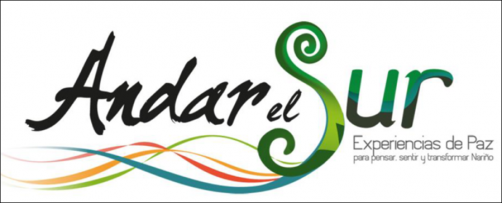 Andar el Sur
Experiencias de Paz
para pensar, sentir y transformar Nariño